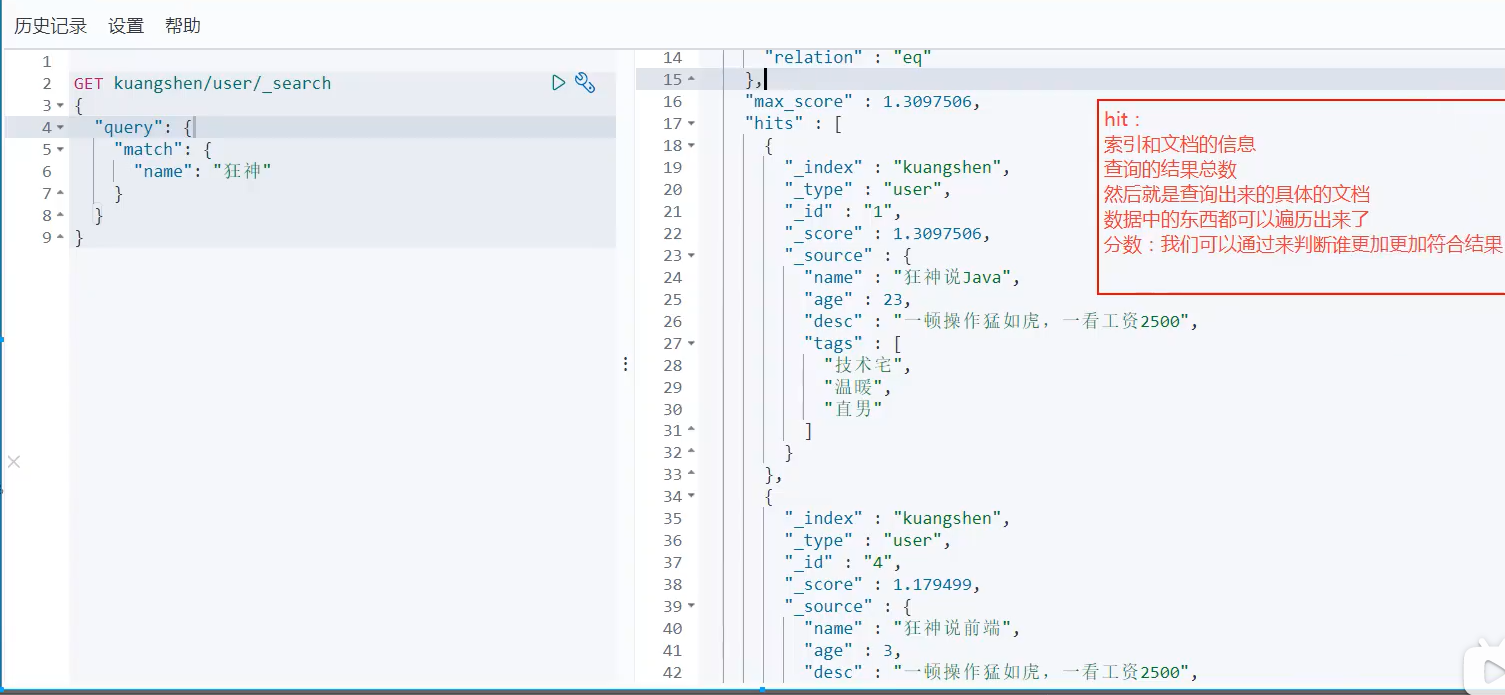 历史记录 设置 帮助
1
2 GET kuangshen/user/_search
3 {
4 "query": {
5 "match": {
6 "name": "狂神"
7 }
8 }
9 }
14 "relation" : "eq"
15 },
16 "max_score" : 1.3097506,
17 "hits" : [
18 {
19 "_index" : "kuangshen",
20 "_type" : "user",
21 "_id" : "1",
22 "_score" : 1.3097506,
23 "_source" : {
24 "name" : "狂神说Java",
25 "age" : 23,
26 "desc" : "一顿操作猛如虎，一看工资2500",
27 "tags" : [
28 "技术宅",
29 "温暖",
30 "直男"
31 ]
32 }
33 },
34 {
35 "_index" : "kuangshen",
36 "_type" : "user",
37 "_id" : "4",
38 "_score" : 1.179499,
39 "_source" : {
40 "name" : "狂神说前端",
41 "age" : 3,
42 "desc" : "一顿操作猛如虎，一看工资2500",
hit：
索引和文档的信息
查询的结果总数
然后就是查询出来的具体的文档
数据中的东西都可以遍历出来了
分数：我们可以通过来判断谁更加更加符合结果